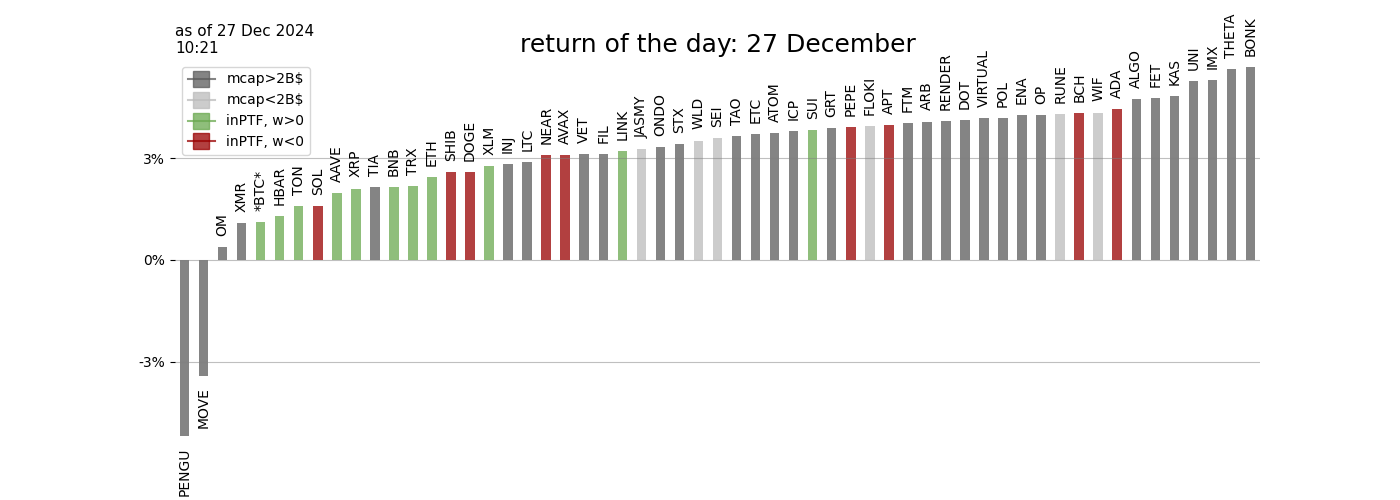 as of 27 Dec 2024
10:21
return of the day: 27 December
mcap>2B$
mcap<2B$
inPTF, w>0
inPTF, w<0
3%
0%
-3%
PENGU
MOVE
OM
XMR
*BTC*
HBAR
TON
SOL
AAVE
XRP
TIA
BNB
TRX
ETH
SHIB
DOGE
XLM
INJ
LTC
NEAR
AVAX
VET
FIL
LINK
JASMY
ONDO
STX
WLD
SEI
TAO
ETC
ATOM
ICP
SUI
GRT
PEPE
FLOKI
APT
FTM
ARB
RENDER
DOT
VIRTUAL
POL
ENA
OP
RUNE
BCH
WIF
ADA
ALGO
FET
KAS
UNI
IMX
THETA
BONK